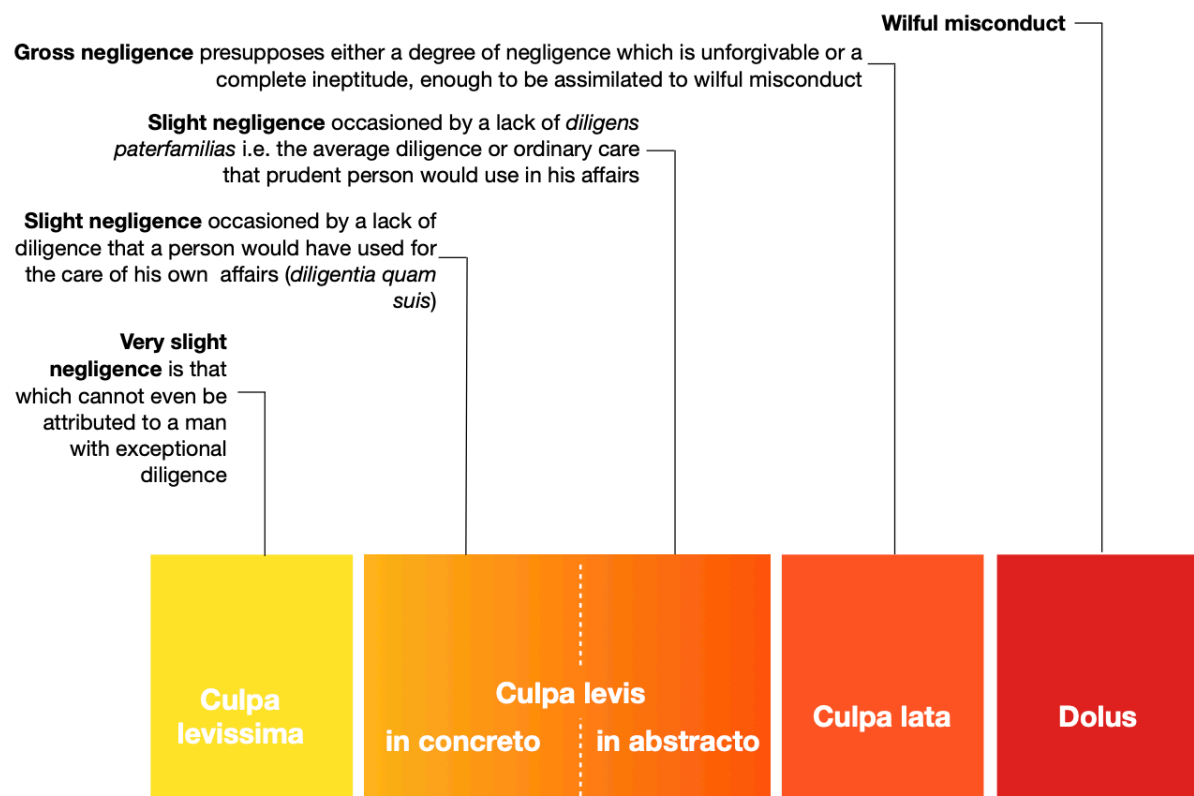 Wilful misconduct
Gross negligence presupposes either a degree of negligence which is unforgivable or a
complete ineptitude, enough to be assimilated to wilful misconduct
Slight negligence occasioned by a lack of diligens
paterfamilias i.e. the average diligence or ordinary care
that prudent person would use in his affairs
Slight negligence occasioned by a lack of
diligence that a person would have used for
the care of his own affairs (diligentia quam
suis)
Very slight
negligence is that
which cannot even be
attributed to a man
with exceptional
diligence
Culpa
levissima
Culpa levis
in concreto
in abstracto
Culpa lata
Dolus